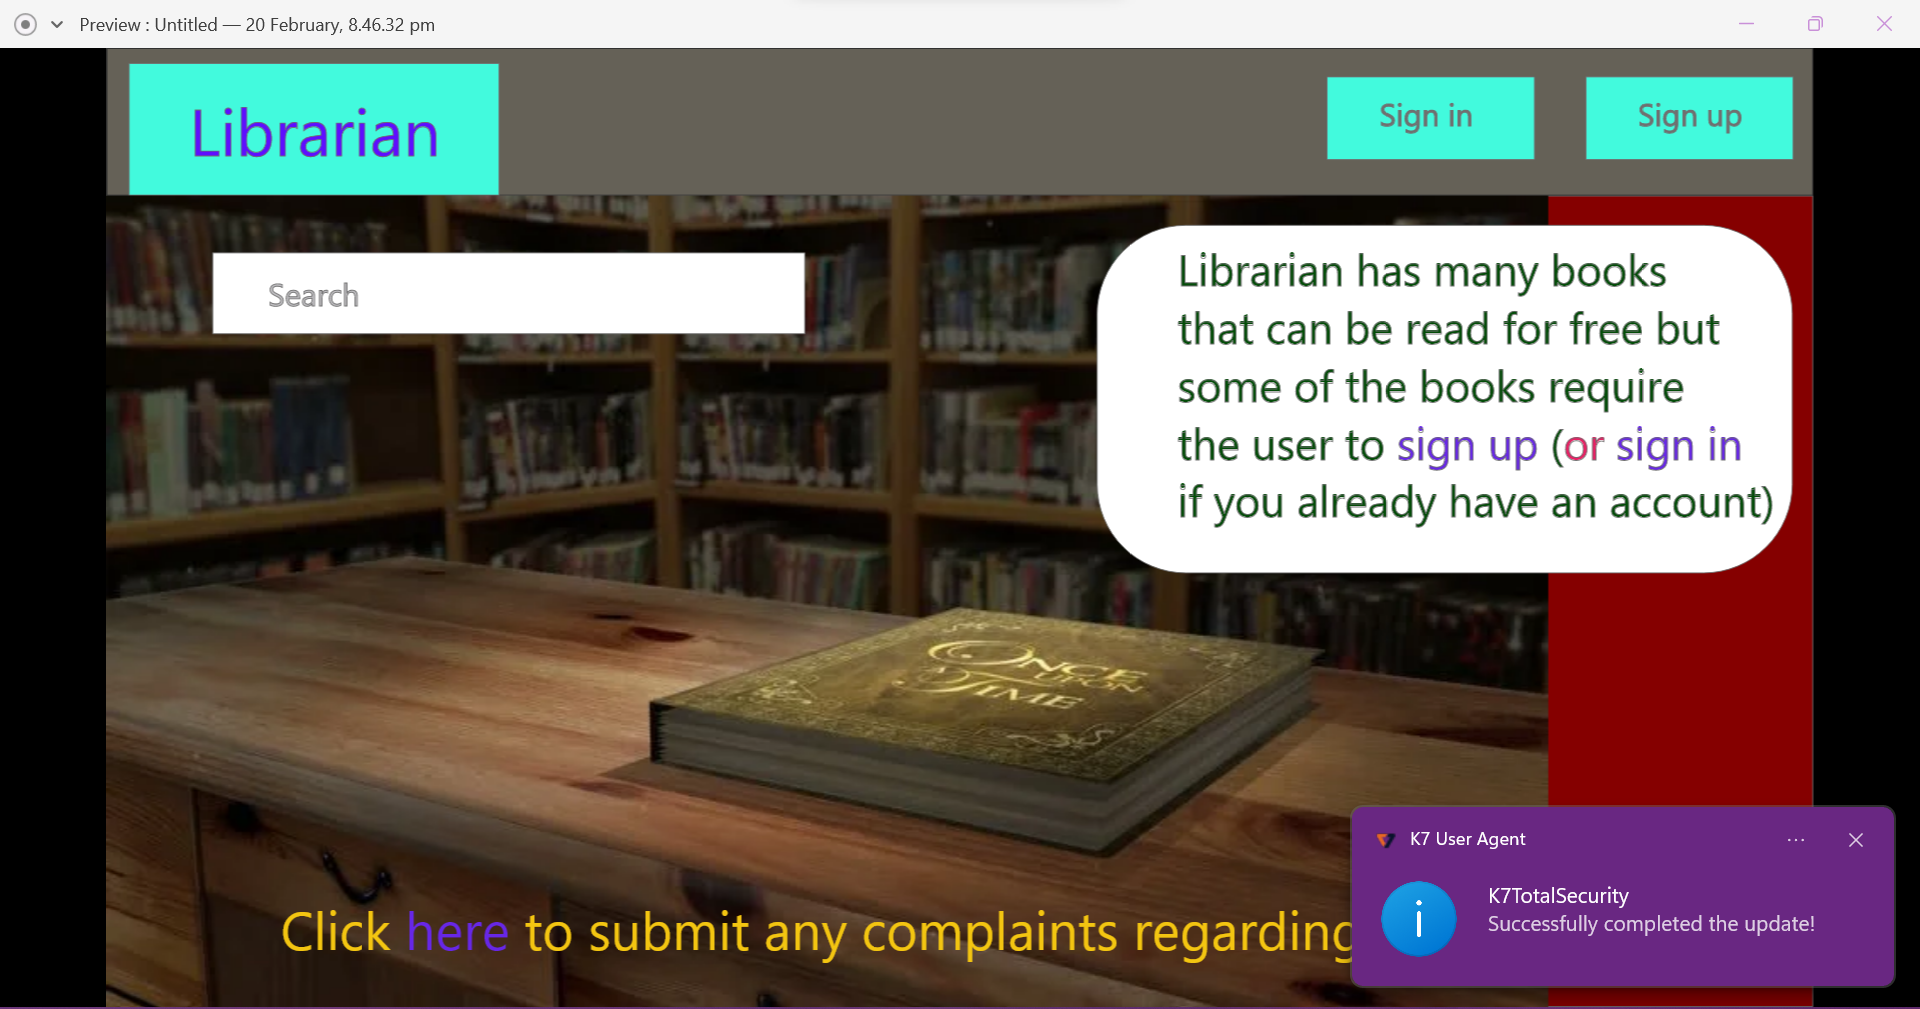 Preview : Untitled — 20 February, 8.46.32 pm
Librarian
Sign in
Sign up
Search
Librarian has many books
that can be read for free but
some of the books require
the user to sign up (or sign in
if you already have an account)
ONCE
UPON
A
TIME
K7 User Agent
K7TotalSecurity
Successfully completed the update!
Click here to submit any complaints regarding